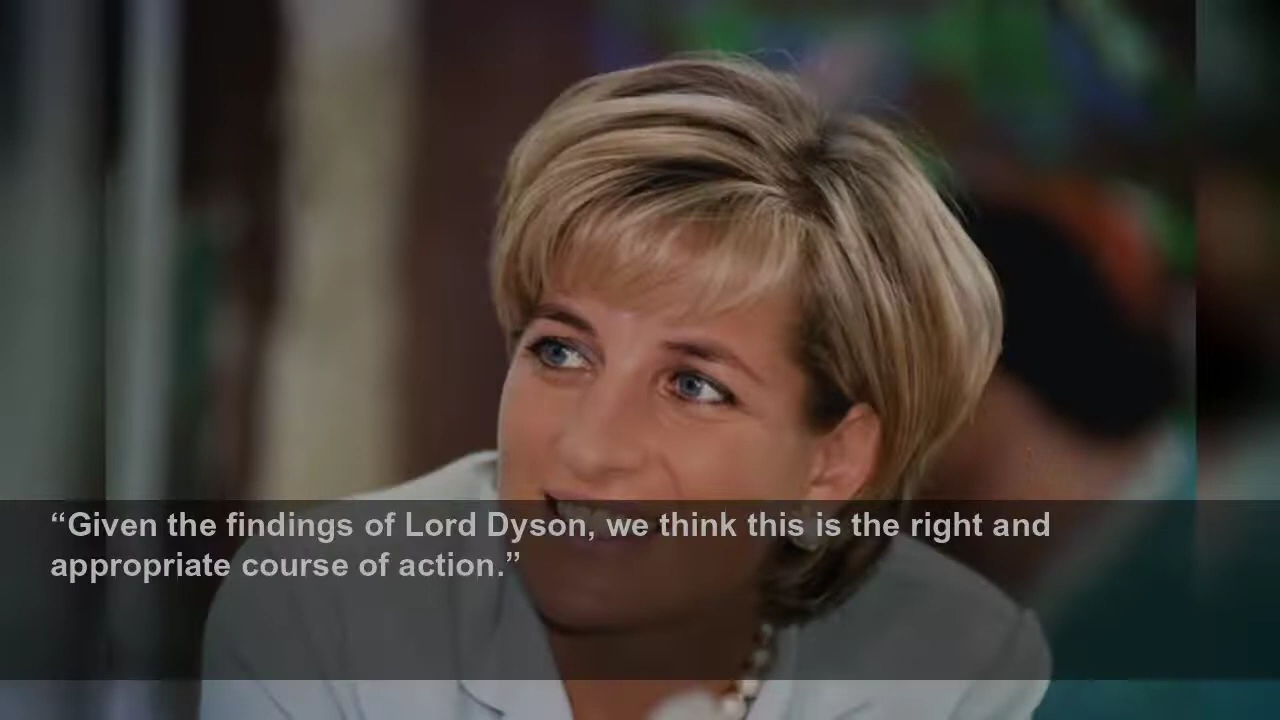 “Given the findings of Lord Dyson, we think this is the right and
appropriate course of action.”